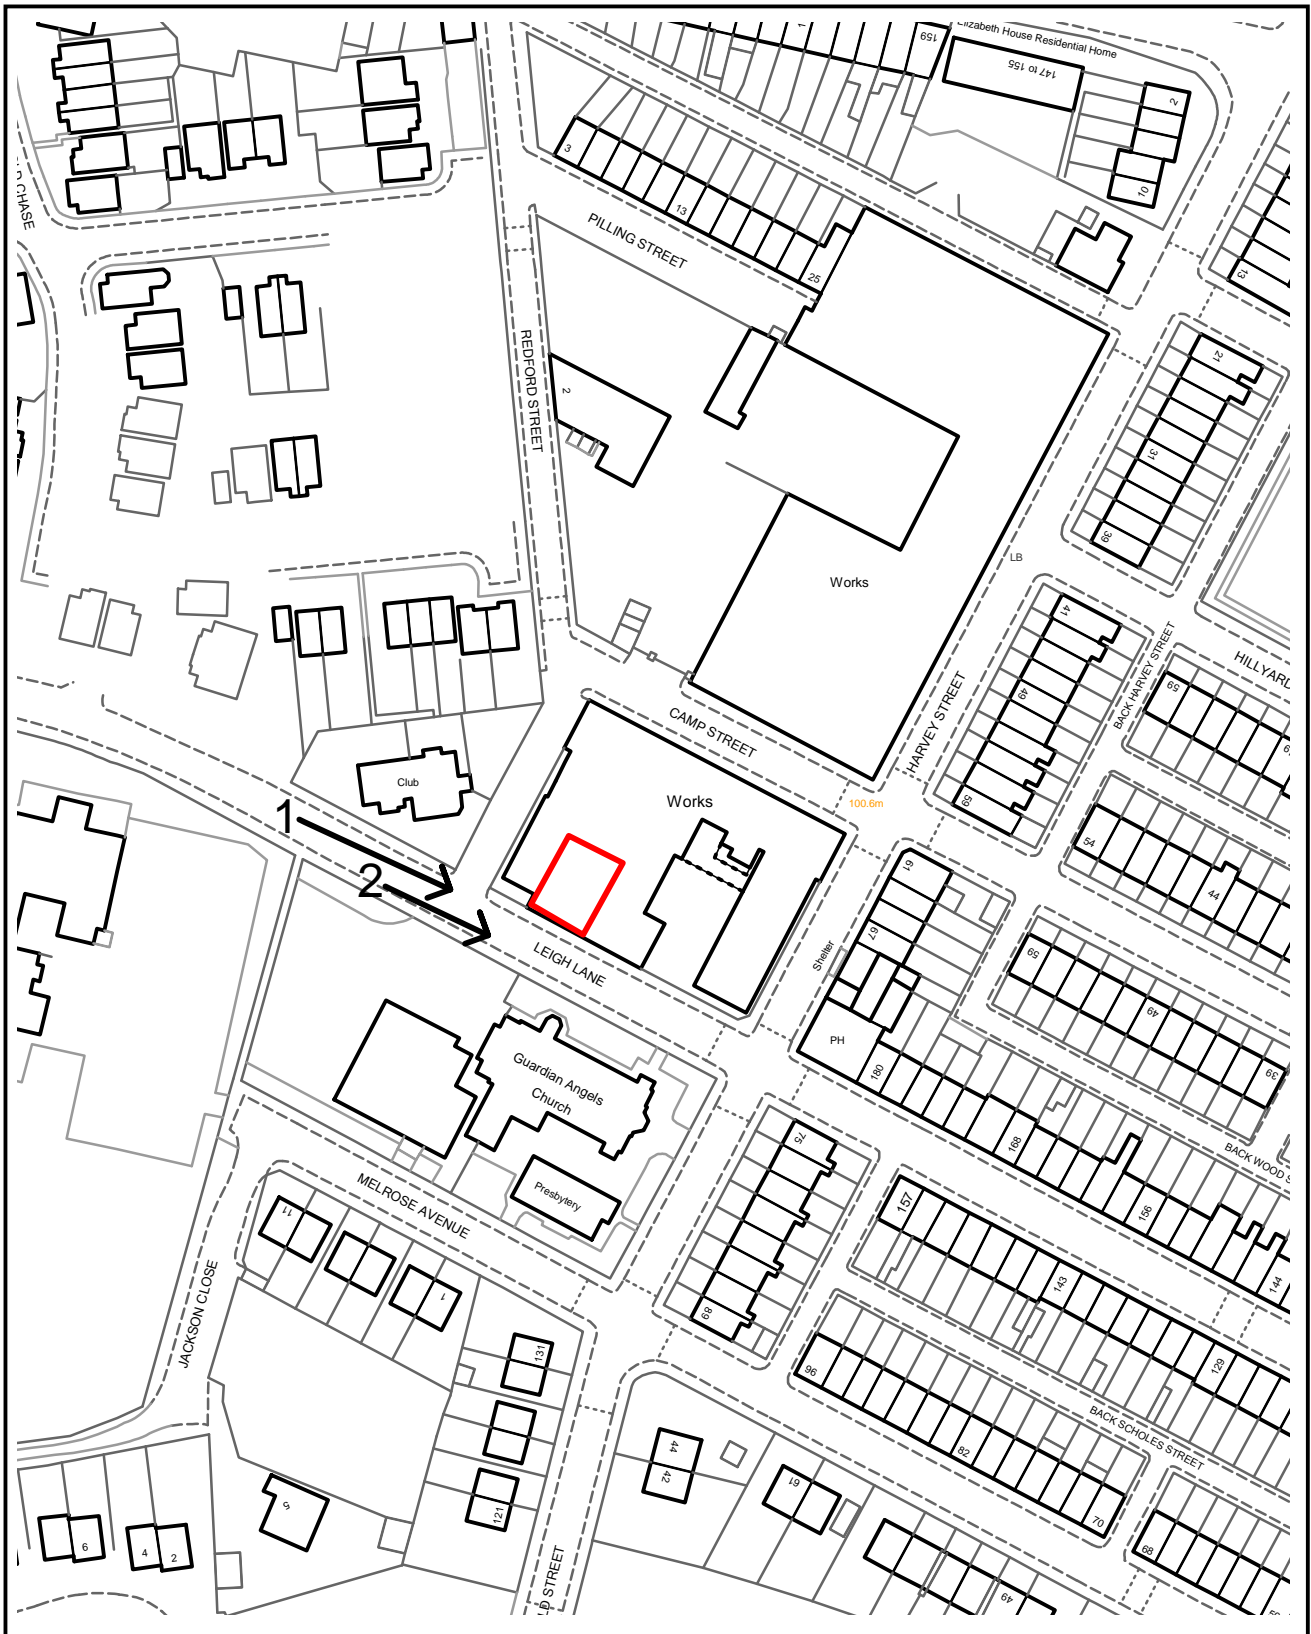 159
Elizabeth House Residential Home
147 to 155
2
3
10
13
PILLING STREET
25
13
21
REDFORD STREET
2
31
39
LB
Works
41
HILLYARD
BACK HARVEY STREET
59
49
HARVEY STREET
CAMP STREET
Club
Works
100.6m
59
1
2
54
61
44
67
LEIGH LANE
Shelter
59
49
39
PH
180
Guardian Angels
Church
168
75
BACK WOOD S
MELROSE AVENUE
Presbytery
157
156
11
143
144
JACKSON CLOSE
1
89
131
129
96
BACK SCHOLES STREET
82
44
42
61
5
121
70
6
4
2
68
LD STREET
49